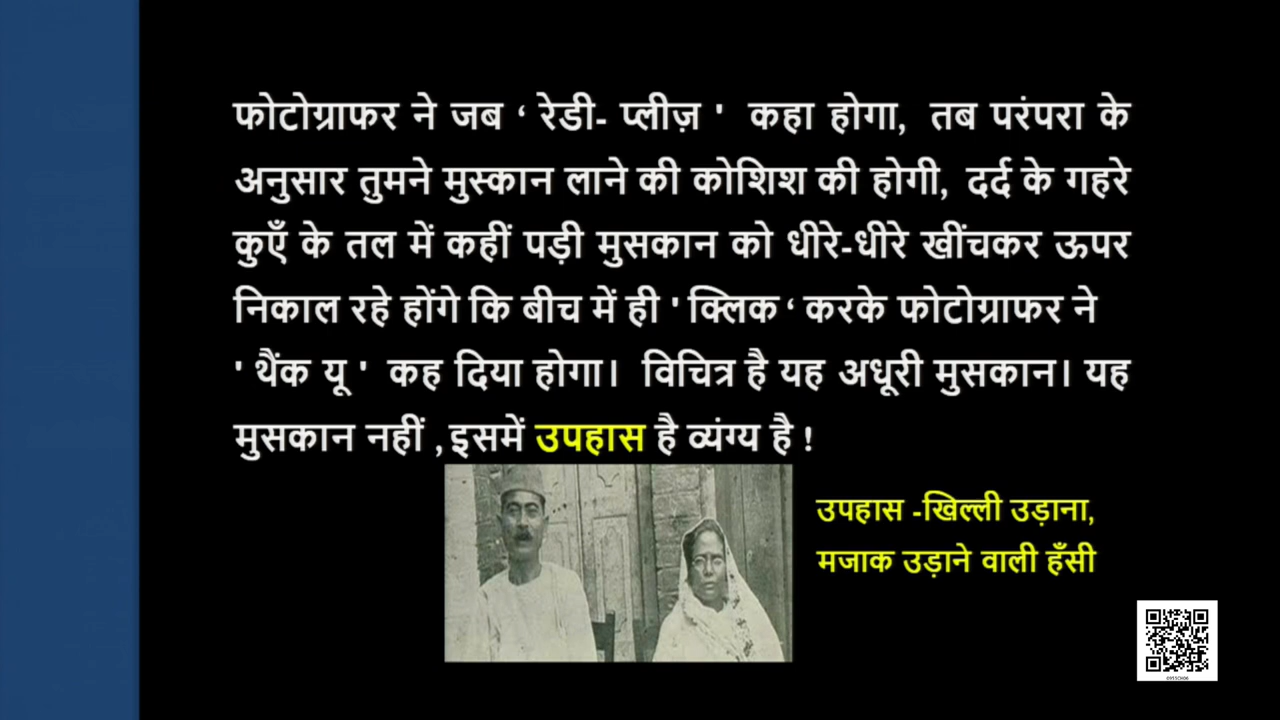 फोटोग्राफर ने जब ‘ रेडी- प्लीज़ ' कहा होगा, तब परंपरा के
अनुसार तुमने मुस्कान लाने की कोशिश की होगी, दर्द के गहरे
कुएँ के तल में कहीं पड़ी मुसकान को धीरे-धीरे खींचकर ऊपर
निकाल रहे होंगे कि बीच में ही ' क्लिक ‘ करके फोटोग्राफर ने
' थैंक यू ' कह दिया होगा। विचित्र है यह अधूरी मुसकान। यह
मुसकान नहीं , इसमें उपहास है व्यंग्य है !
उपहास -खिल्ली उड़ाना,
मजाक उड़ाने वाली हँसी